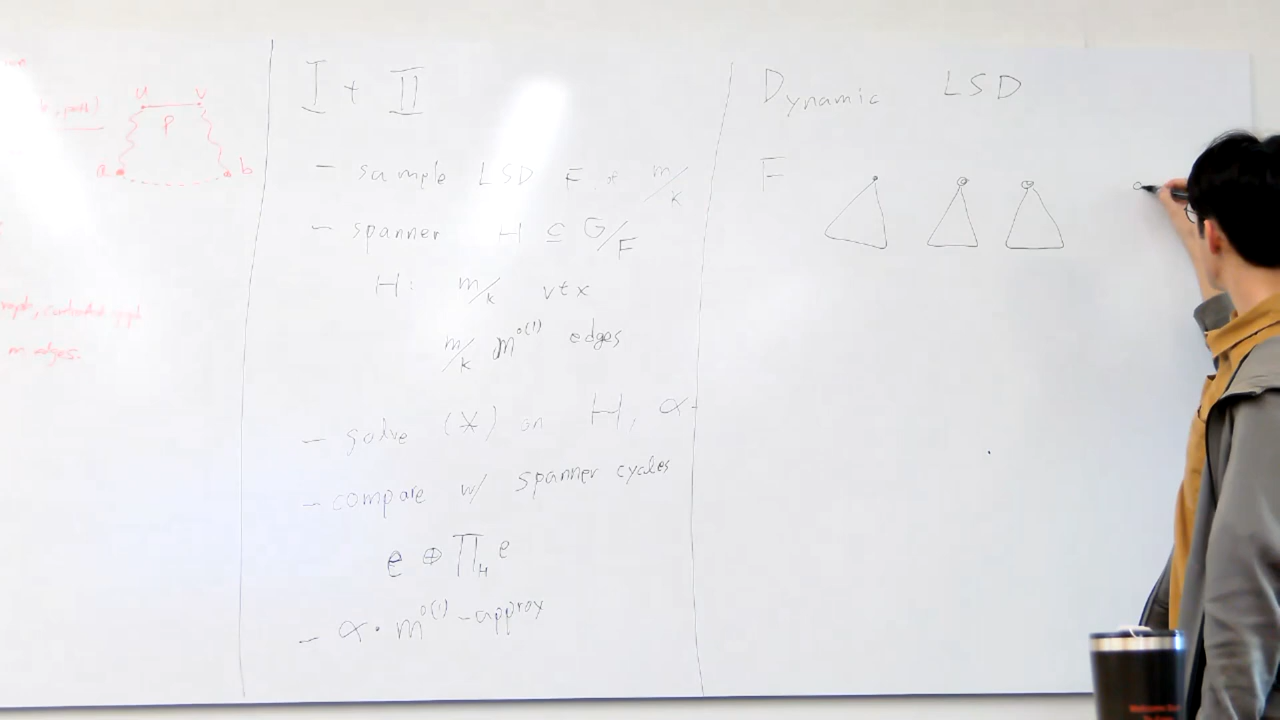 u v
P
a b
m edges.
I + II
- sample LSD F of m/k
- spanner H ⊆ G/F
H: m/k vtx
m/k m^o(1) edges
- solve (*) on H, α-
- compare w/ spanner cycles
e ⊕ Π_H e
- α · m^o(1) -approx
Dynamic LSD
F